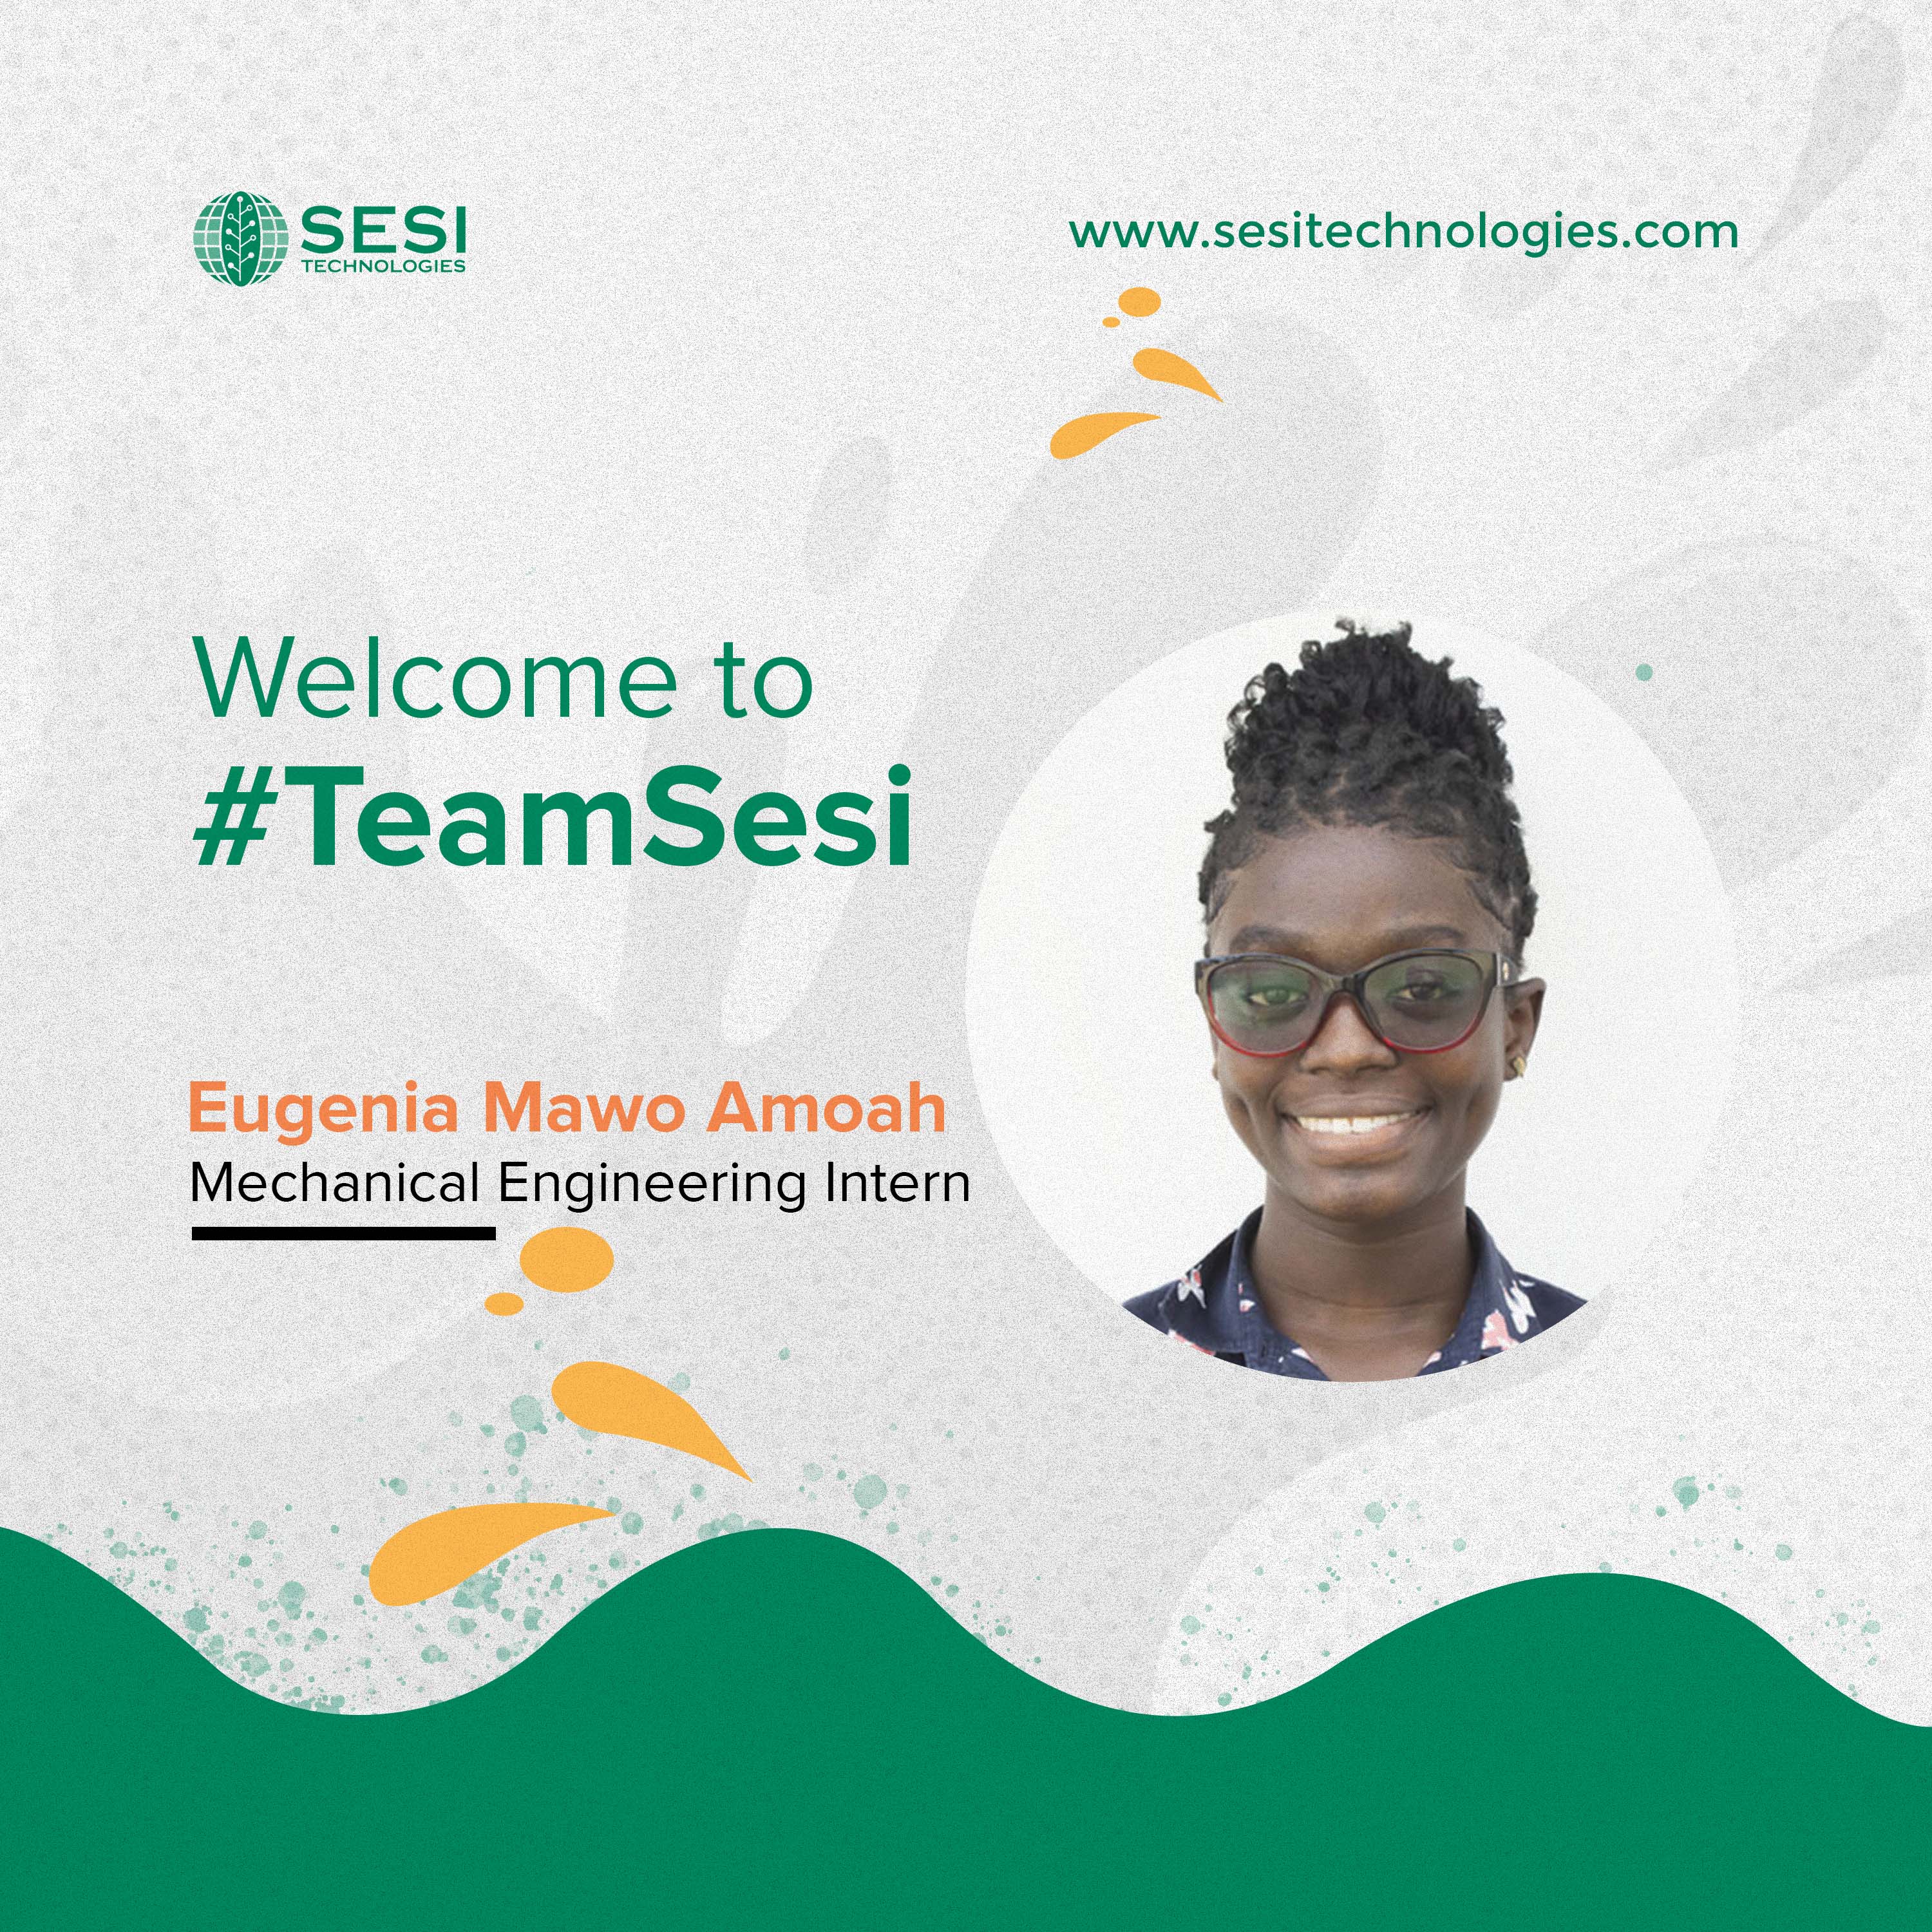 SESI
TECHNOLOGIES
www.sesitechnologies.com
Welcome to
#TeamSesi
Eugenia Mawo Amoah
Mechanical Engineering Intern